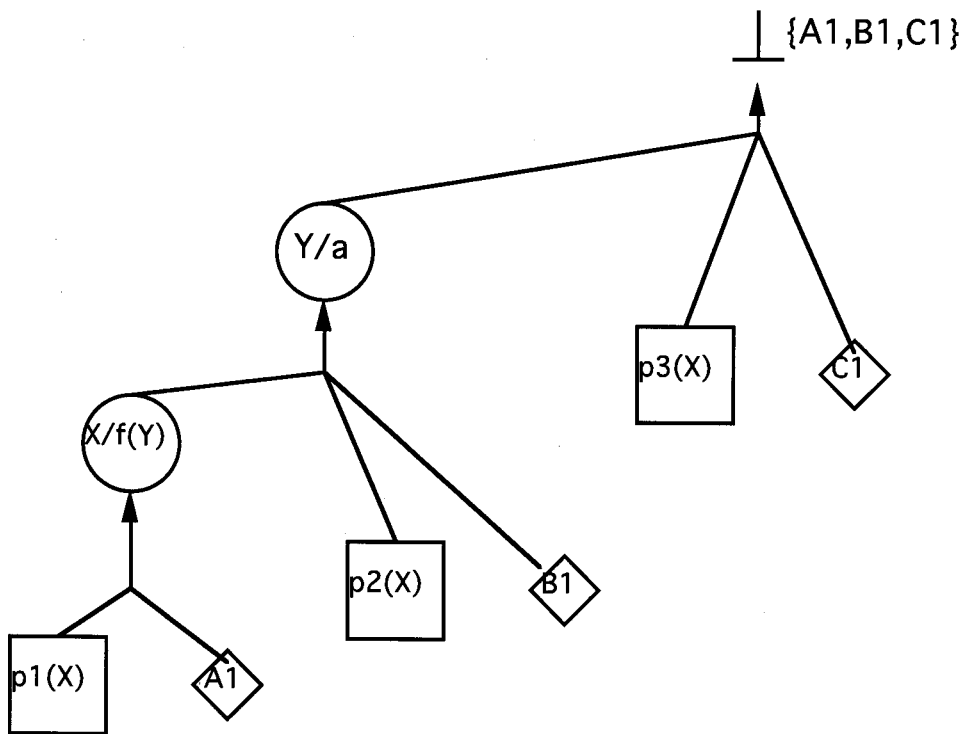 {A1,B1,C1}
Y/a
p3(X)
C1
X/f(Y)
p2(X)
B1
p1(X)
A1